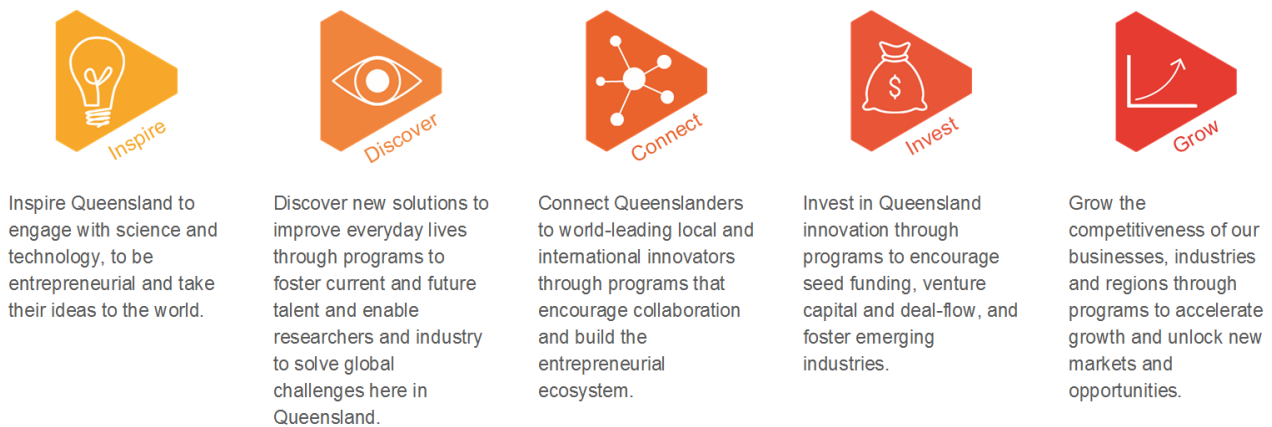 Inspire
Discover
Connect
$
Invest
Grow
Inspire Queensland to
engage with science and
technology, to be
entrepreneurial and take
their ideas to the world.
Discover new solutions to
improve everyday lives
through programs to
foster current and future
talent and enable
researchers and industry
to solve global
challenges here in
Queensland.
Connect Queenslanders
to world-leading local and
international innovators
through programs that
encourage collaboration
and build the
entrepreneurial
ecosystem.
Invest in Queensland
innovation through
programs to encourage
seed funding, venture
capital and deal-flow, and
foster emerging
industries.
Grow the
competitiveness of our
businesses, industries
and regions through
programs to accelerate
growth and unlock new
markets and
opportunities.